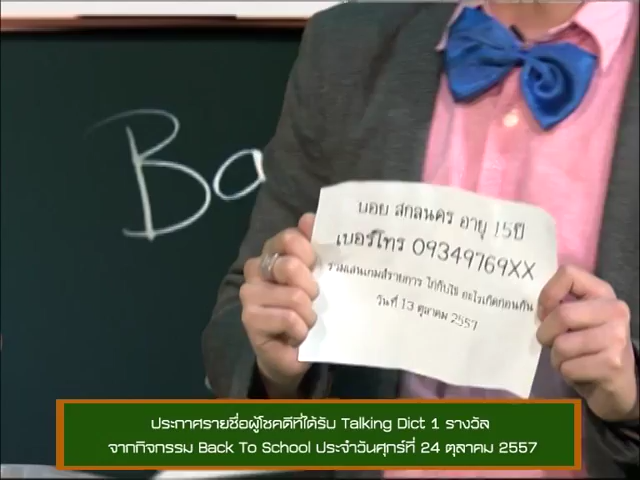 Ba
บอย สกลนคร อายุ 15ปี
เบอร์โทร 09349769XX
ร่วมเล่นเกมส์รายการ ไก่กับไข่ อะไรเกิดก่อนกัน
วันที่ 13 ตุลาคม 2557
ประกาศรายชื่อผู้โชคดีที่ได้รับ Talking Dict 1 รางวัล
จากกิจกรรม Back To School ประจำวันศุกร์ที่ 24 ตุลาคม 2557